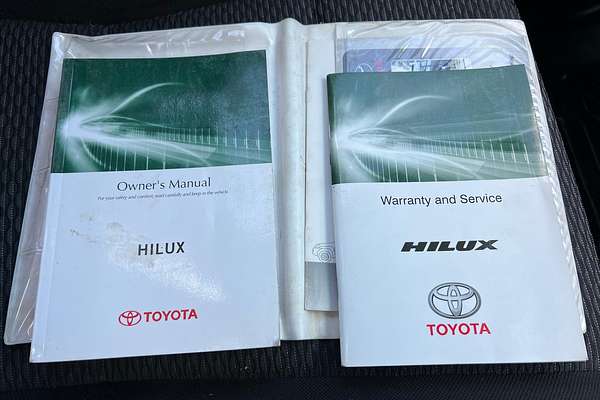 Owner's Manual
For your safety and comfort, read carefully and keep in the vehicle.
HILUX
TOYOTA
Warranty and Service
HILUX
TOYOTA